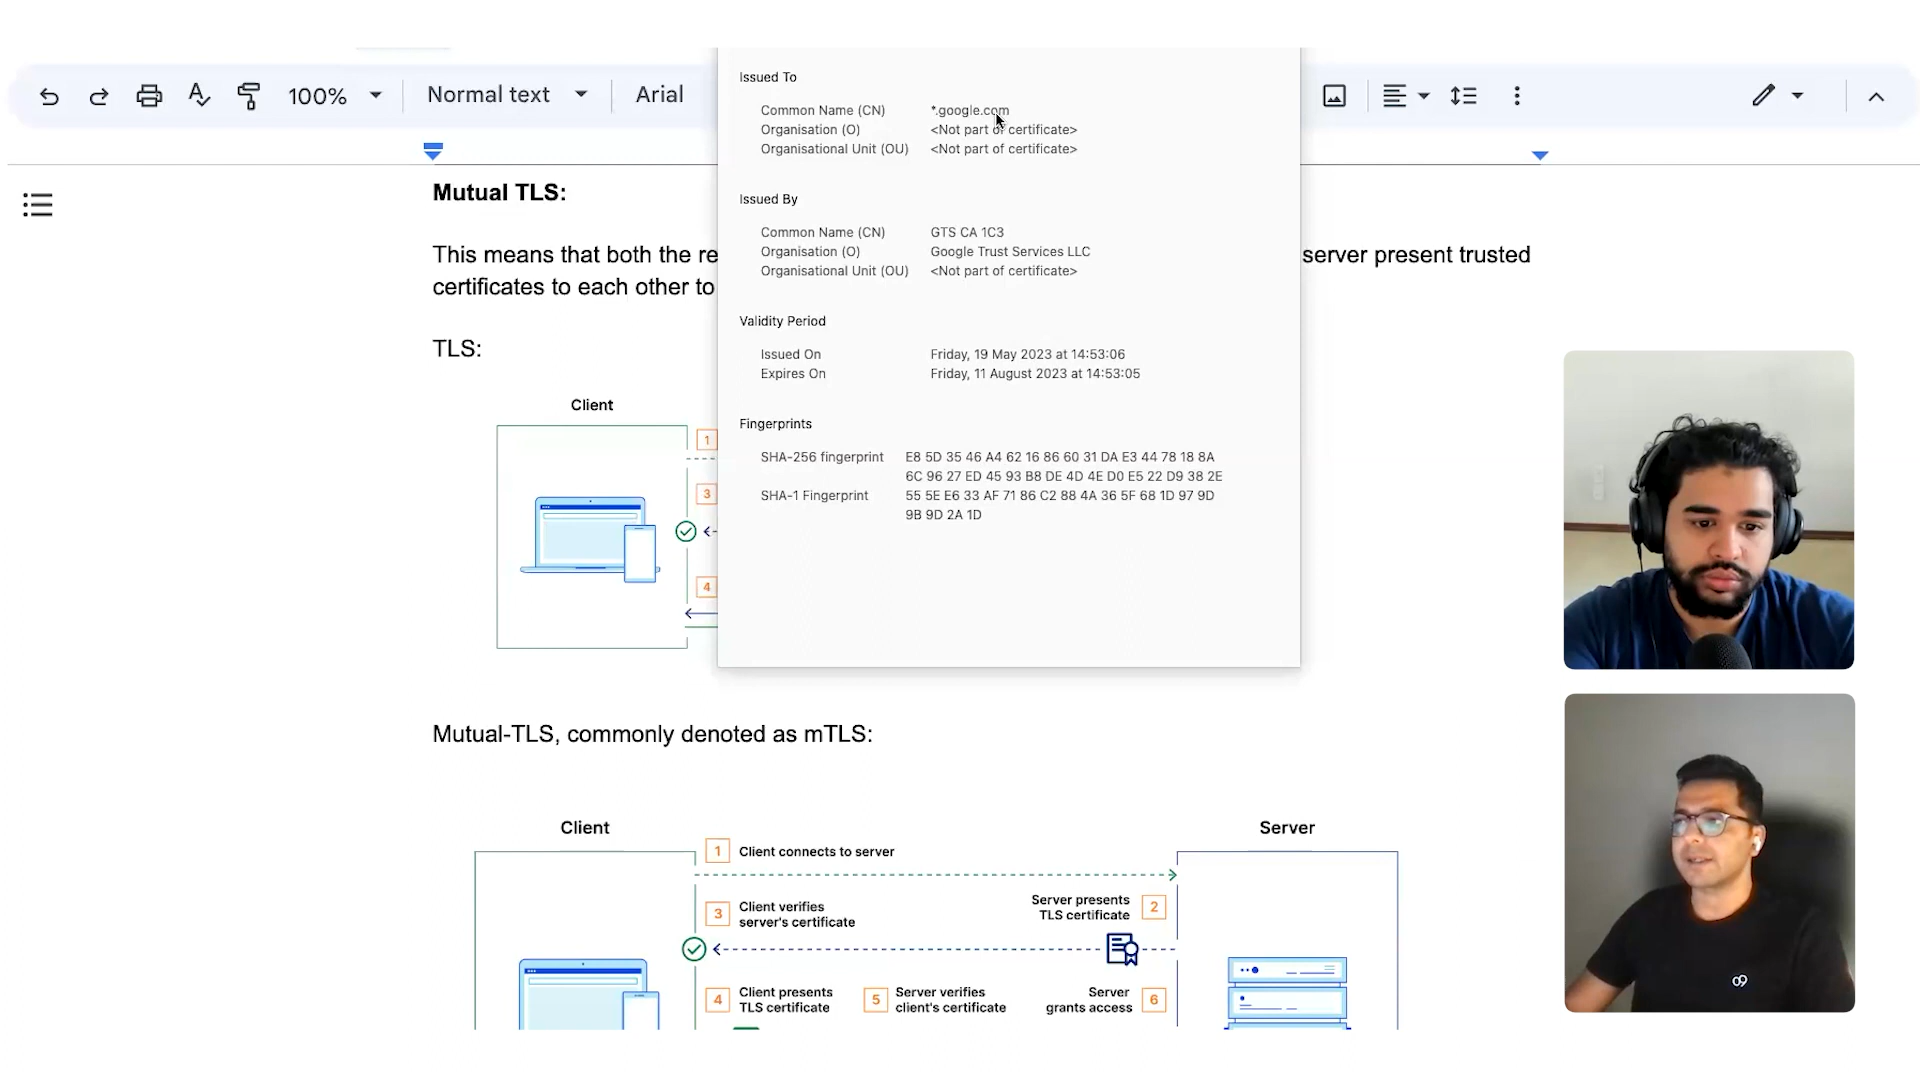 100%
Normal text
Arial
Issued To
Common Name (CN) *.google.com
Organisation (O) <Not part of certificate>
Organisational Unit (OU) <Not part of certificate>
Issued By
Common Name (CN) GTS CA 1C3
Organisation (O) Google Trust Services LLC
Organisational Unit (OU) <Not part of certificate>
Validity Period
Issued On Friday, 19 May 2023 at 14:53:06
Expires On Friday, 11 August 2023 at 14:53:05
Fingerprints
SHA-256 fingerprint E8 5D 35 46 A4 62 16 86 60 31 DA E3 44 78 18 8A
6C 96 27 ED 45 93 B8 DE 4D 4E D0 E5 22 D9 38 2E
SHA-1 Fingerprint 55 5E E6 33 AF 71 86 C2 88 4A 36 5F 68 1D 97 9D
9B 9D 2A 1D
Mutual TLS:
This means that both the re server present trusted
certificates to each other to
TLS:
Client
1
3
4
Mutual-TLS, commonly denoted as mTLS:
Client
Server
1 Client connects to server
Server presents
TLS certificate 2
3 Client verifies
server's certificate
4 Client presents
TLS certificate
5 Server verifies
client's certificate
Server
grants access 6
o9